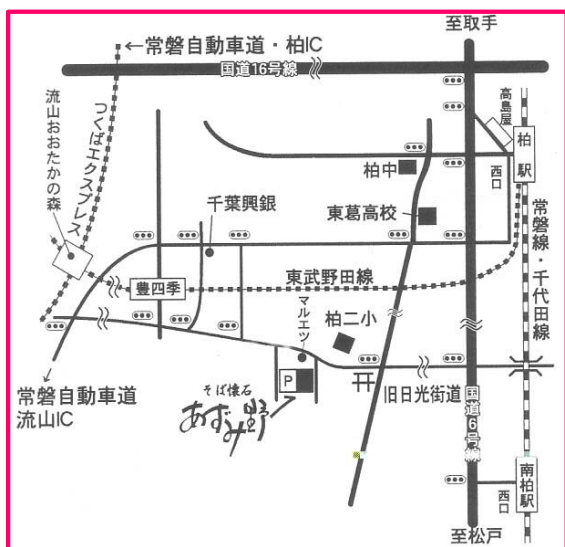 至取手
←常磐自動車道・柏IC
国道16号線
高島屋
柏駅
西口
流山おおたかの森
つくばエクスプレス
柏中
千葉興銀
東葛高校
常磐線・千代田線
東武野田線
豊四季
マルエツ
柏二小
P
旧日光街道
常磐自動車道
流山IC
そば懐石
あずみ野
国道6号線
南柏駅
西口
至松戸